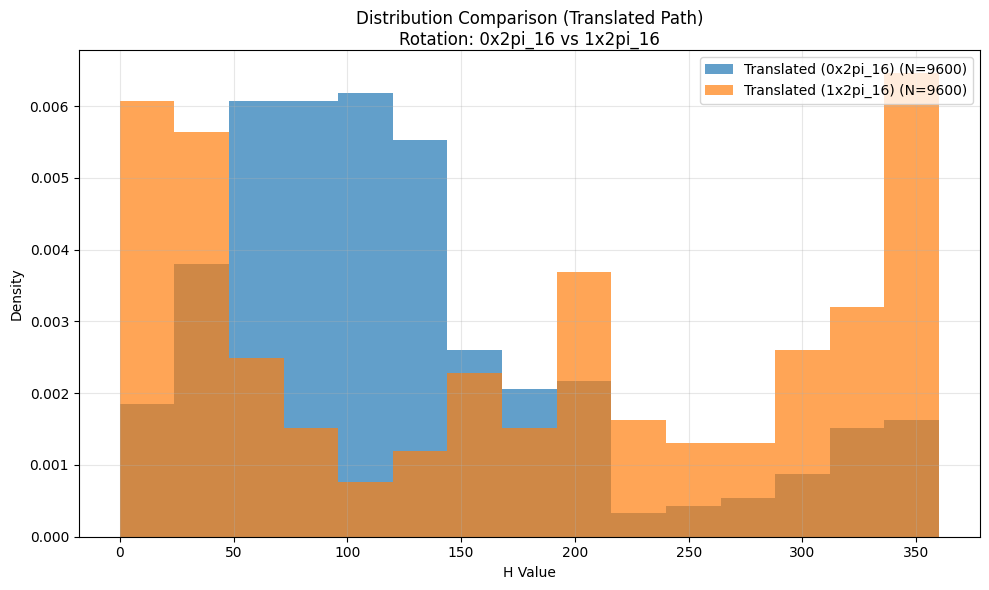 Distribution Comparison (Translated Path)
Rotation: 0x2pi_16 vs 1x2pi_16
Translated (0x2pi_16) (N=9600)
Translated (1x2pi_16) (N=9600)
0.006
0.005
0.004
0.003
0.002
0.001
0.000
Density
0 50 100 150 200 250 300 350
H Value